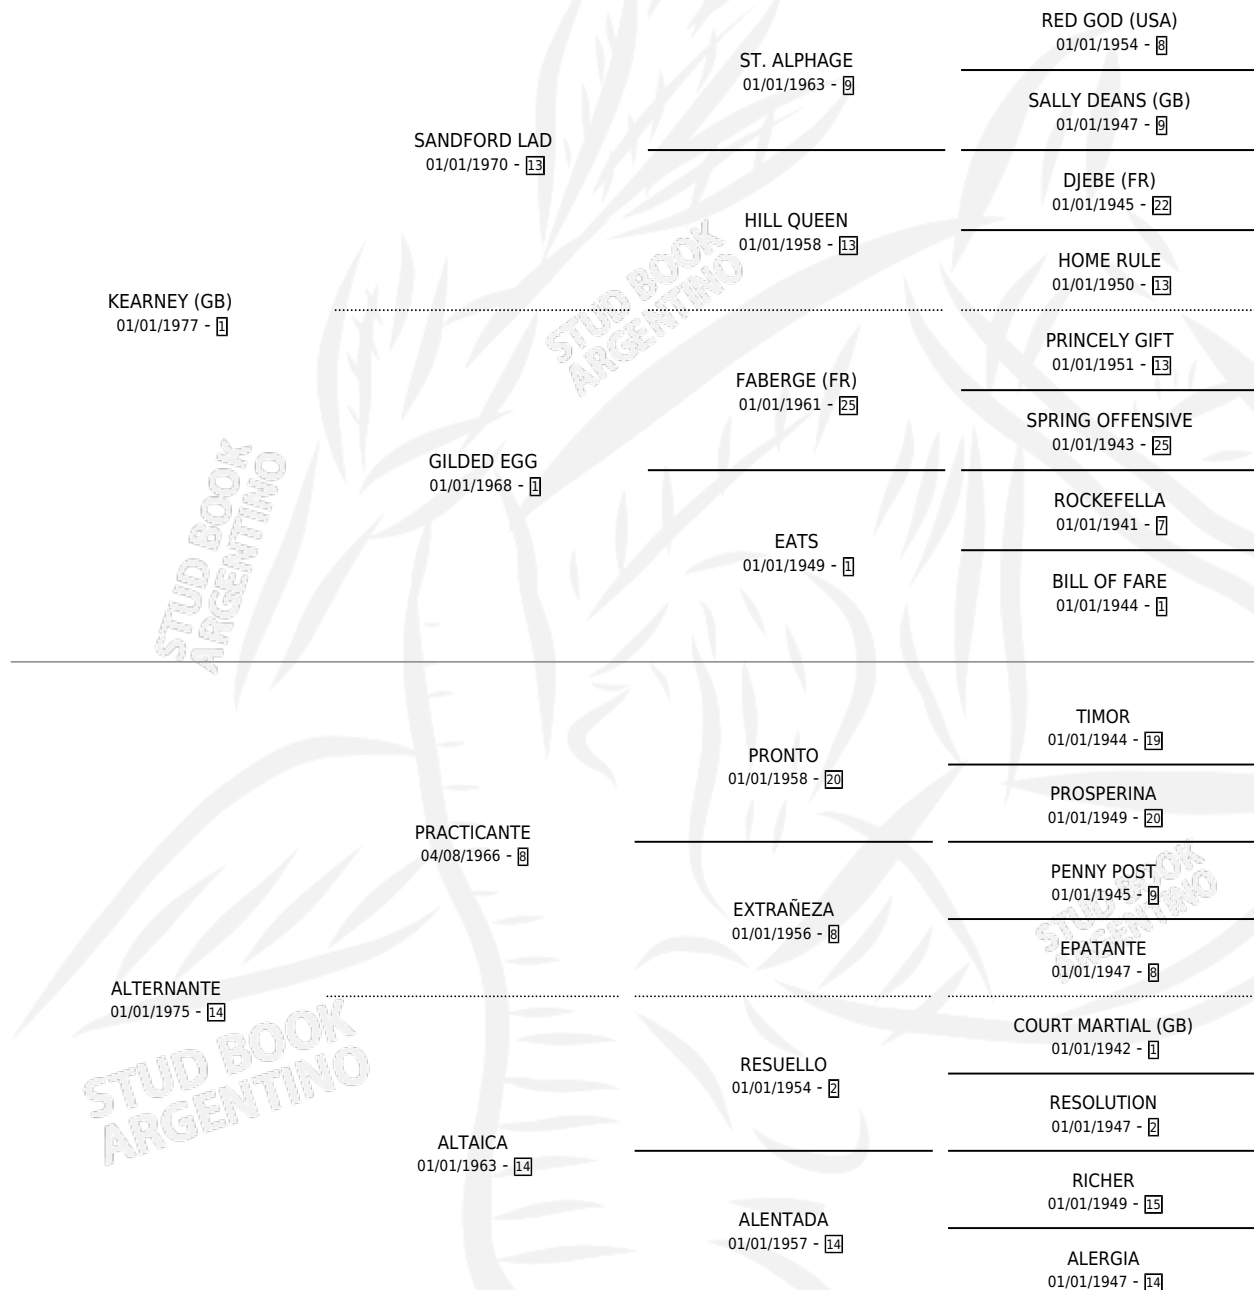 KEARNEY (GB)
01/01/1977 - 1
SANDFORD LAD
01/01/1970 - 13
GILDED EGG
01/01/1968 - 1
ST. ALPHAGE
01/01/1963 - 9
HILL QUEEN
01/01/1958 - 13
FABERGE (FR)
01/01/1961 - 25
EATS
01/01/1949 - 1
RED GOD (USA)
01/01/1954 - 8
SALLY DEANS (GB)
01/01/1947 - 9
DJEBE (FR)
01/01/1945 - 22
HOME RULE
01/01/1950 - 13
PRINCELY GIFT
01/01/1951 - 13
SPRING OFFENSIVE
01/01/1943 - 25
ROCKEFELLA
01/01/1941 - 7
BILL OF FARE
01/01/1944 - 1
ALTERNANTE
01/01/1975 - 14
PRACTICANTE
04/08/1966 - 8
ALTAICA
01/01/1963 - 14
PRONTO
01/01/1958 - 20
EXTRAÑEZA
01/01/1956 - 8
RESUELLO
01/01/1954 - 2
ALENTADA
01/01/1957 - 14
TIMOR
01/01/1944 - 19
PROSPERINA
01/01/1949 - 20
PENNY POST
01/01/1945 - 9
EPATANTE
01/01/1947 - 8
COURT MARTIAL (GB)
01/01/1942 - 1
RESOLUTION
01/01/1947 - 2
RICHER
01/01/1949 - 15
ALERGIA
01/01/1947 - 14
STUD BOOK
ARGENTINO
STUD BOOK
ARGENTINO
STUD BOOK
ARGENTINO
STUD BOOK
ARGENTINO